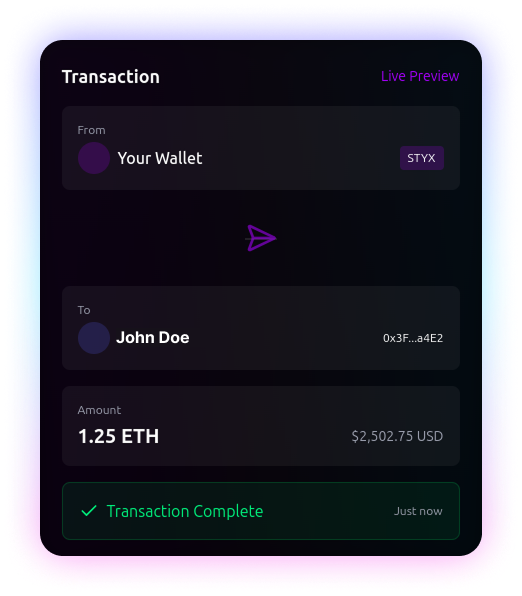 Transaction Live Preview
From
Your Wallet STYX
To
John Doe 0x3F...a4E2
Amount
1.25 ETH $2,502.75 USD
Transaction Complete Just now